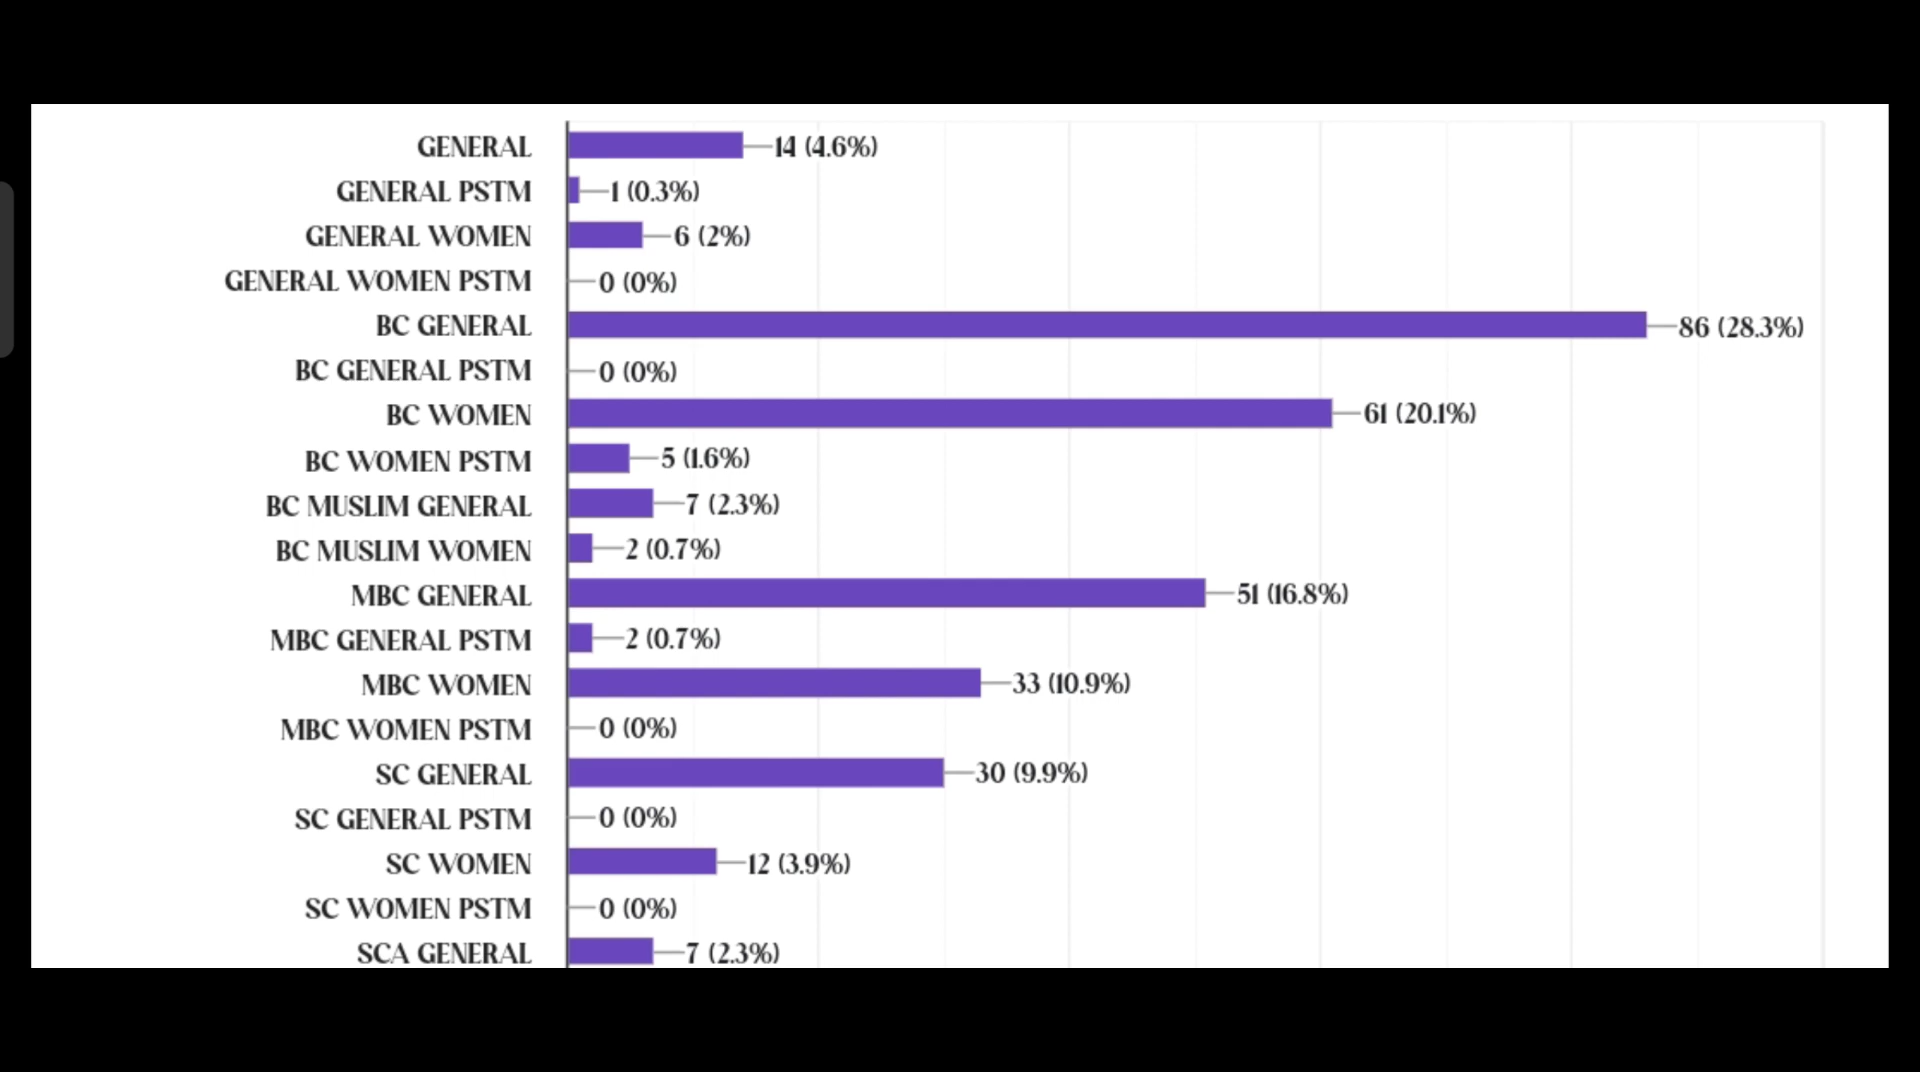 GENERAL 14 (4.6%)
GENERAL PSTM 1 (0.3%)
GENERAL WOMEN 6 (2%)
GENERAL WOMEN PSTM 0 (0%)
BC GENERAL 86 (28.3%)
BC GENERAL PSTM 0 (0%)
BC WOMEN 61 (20.1%)
BC WOMEN PSTM 5 (1.6%)
BC MUSLIM GENERAL 7 (2.3%)
BC MUSLIM WOMEN 2 (0.7%)
MBC GENERAL 51 (16.8%)
MBC GENERAL PSTM 2 (0.7%)
MBC WOMEN 33 (10.9%)
MBC WOMEN PSTM 0 (0%)
SC GENERAL 30 (9.9%)
SC GENERAL PSTM 0 (0%)
SC WOMEN 12 (3.9%)
SC WOMEN PSTM 0 (0%)
SCA GENERAL 7 (2.3%)